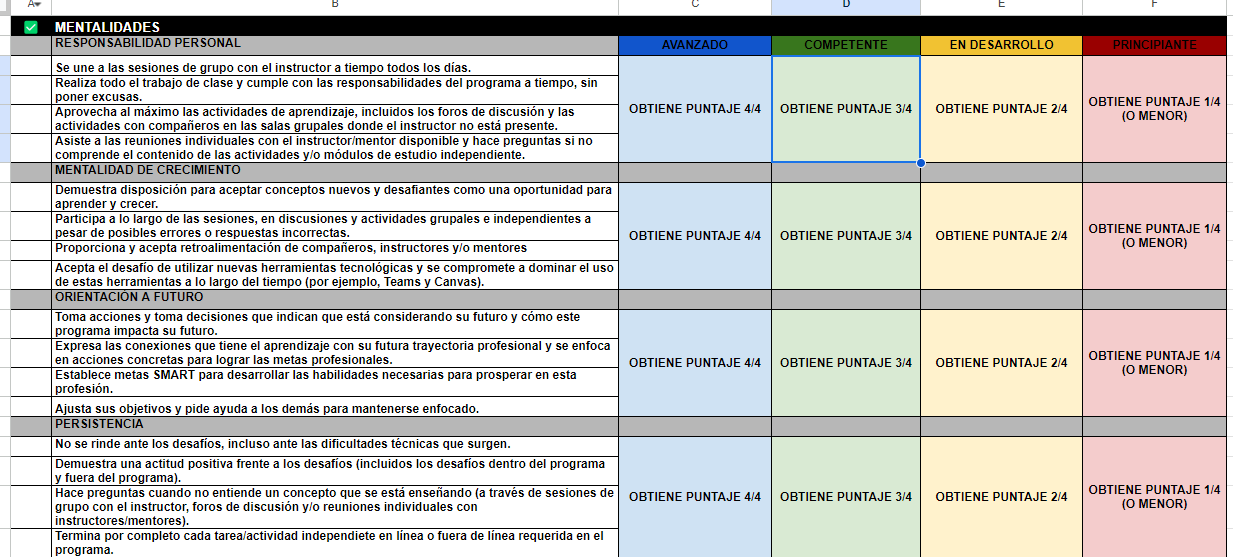 A B C D E F
MENTALIDADES
RESPONSABILIDAD PERSONAL AVANZADO COMPETENTE EN DESARROLLO PRINCIPIANTE
Se une a las sesiones de grupo con el instructor a tiempo todos los días.
Realiza todo el trabajo de clase y cumple con las responsabilidades del programa a tiempo, sin
poner excusas.
Aprovecha al máximo las actividades de aprendizaje, incluidos los foros de discusión y las
actividades con compañeros en las salas grupales donde el instructor no está presente.
Asiste a las reuniones individuales con el instructor/mentor disponible y hace preguntas si no
comprende el contenido de las actividades y/o módulos de estudio independiente.
OBTIENE PUNTAJE 4/4
OBTIENE PUNTAJE 3/4
OBTIENE PUNTAJE 2/4
OBTIENE PUNTAJE 1/4
(O MENOR)
MENTALIDAD DE CRECIMIENTO
Demuestra disposición para aceptar conceptos nuevos y desafiantes como una oportunidad para
aprender y crecer.
Participa a lo largo de las sesiones, en discusiones y actividades grupales e independientes a
pesar de posibles errores o respuestas incorrectas.
Proporciona y acepta retroalimentación de compañeros, instructores y/o mentores
Acepta el desafío de utilizar nuevas herramientas tecnológicas y se compromete a dominar el uso
de estas herramientas a lo largo del tiempo (por ejemplo, Teams y Canvas).
OBTIENE PUNTAJE 4/4
OBTIENE PUNTAJE 3/4
OBTIENE PUNTAJE 2/4
OBTIENE PUNTAJE 1/4
(O MENOR)
ORIENTACIÓN A FUTURO
Toma acciones y toma decisiones que indican que está considerando su futuro y cómo este
programa impacta su futuro.
Expresa las conexiones que tiene el aprendizaje con su futura trayectoria profesional y se enfoca
en acciones concretas para lograr las metas profesionales.
Establece metas SMART para desarrollar las habilidades necesarias para prosperar en esta
profesión.
Ajusta sus objetivos y pide ayuda a los demás para mantenerse enfocado.
OBTIENE PUNTAJE 4/4
OBTIENE PUNTAJE 3/4
OBTIENE PUNTAJE 2/4
OBTIENE PUNTAJE 1/4
(O MENOR)
PERSISTENCIA
No se rinde ante los desafíos, incluso ante las dificultades técnicas que surgen.
Demuestra una actitud positiva frente a los desafíos (incluidos los desafíos dentro del programa
y fuera del programa).
Hace preguntas cuando no entiende un concepto que se está enseñando (a través de sesiones de
grupo con el instructor, foros de discusión y/o reuniones individuales con
instructores/mentores).
Termina por completo cada tarea/actividad independiete en línea o fuera de línea requerida en el
programa.
OBTIENE PUNTAJE 4/4
OBTIENE PUNTAJE 3/4
OBTIENE PUNTAJE 2/4
OBTIENE PUNTAJE 1/4
(O MENOR)